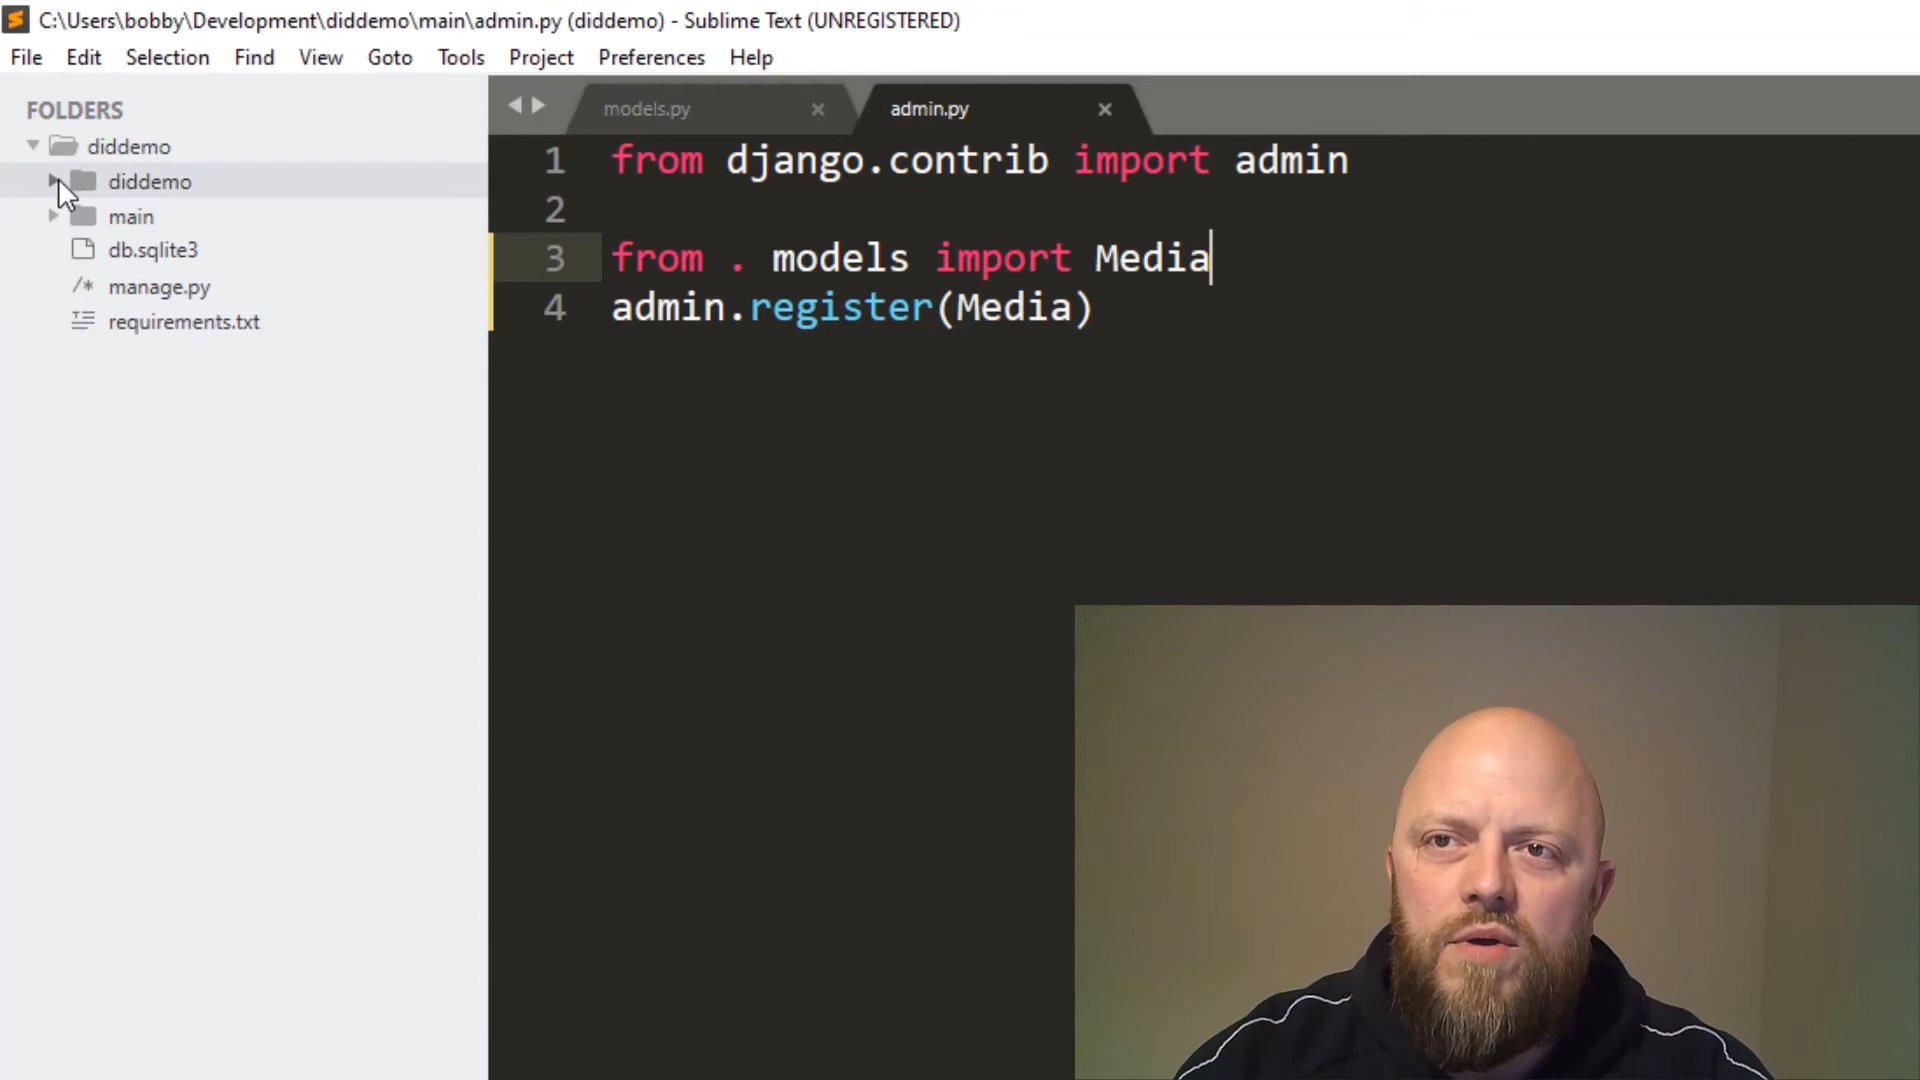 C:\Users\bobby\Development\diddemo\main\admin.py (diddemo) - Sublime Text (UNREGISTERED)
File Edit Selection Find View Goto Tools Project Preferences Help
FOLDERS
diddemo
diddemo
main
db.sqlite3
/* manage.py
requirements.txt
models.py × admin.py ×
1 from django.contrib import admin
2
3 from . models import Media
4 admin.register(Media)